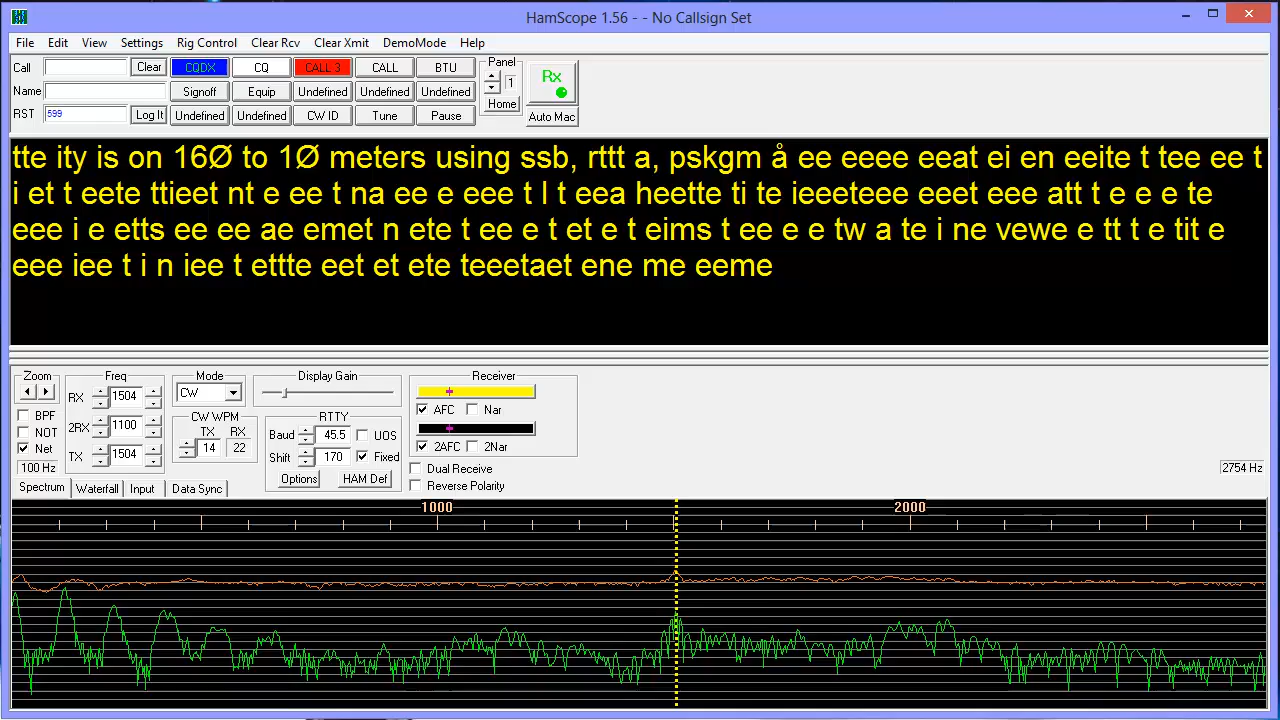 HamScope 1.56 - - No Callsign Set
File Edit View Settings Rig Control Clear Rcv Clear Xmit DemoMode Help
Call Clear CQDX CQ CALL 3 CALL BTU Panel 1 Rx
Name Signoff Equip Undefined Undefined Undefined Home
RST 599 Log It Undefined Undefined CW ID Tune Pause Auto Mac
tte ity is on 16Ø to 1Ø meters using ssb, rttt a, pskgm å ee eeee eeat ei en eeite t tee ee t
i et t eete ttieet nt e ee t na ee e eee t l t eea heette ti te ieeeteee eeet eee att t e e e te
eee i e etts ee ee ae emet n ete t ee e t et e t eims t ee e e tw a te i ne vewe e tt t e tit e
eee iee t i n iee t ettte eet et ete teeetaet ene me eeme
Zoom Freq Mode Display Gain Receiver
RX 1504 CW
BPF CW WPM RTTY AFC Nar
NOT 2RX 1100 TX RX Baud 45.5 UOS
Net TX 1504 14 22 Shift 170 Fixed 2AFC 2Nar
100 Hz Options HAM Def Dual Receive 2754 Hz
Spectrum Waterfall Input Data Sync Reverse Polarity
1000 2000